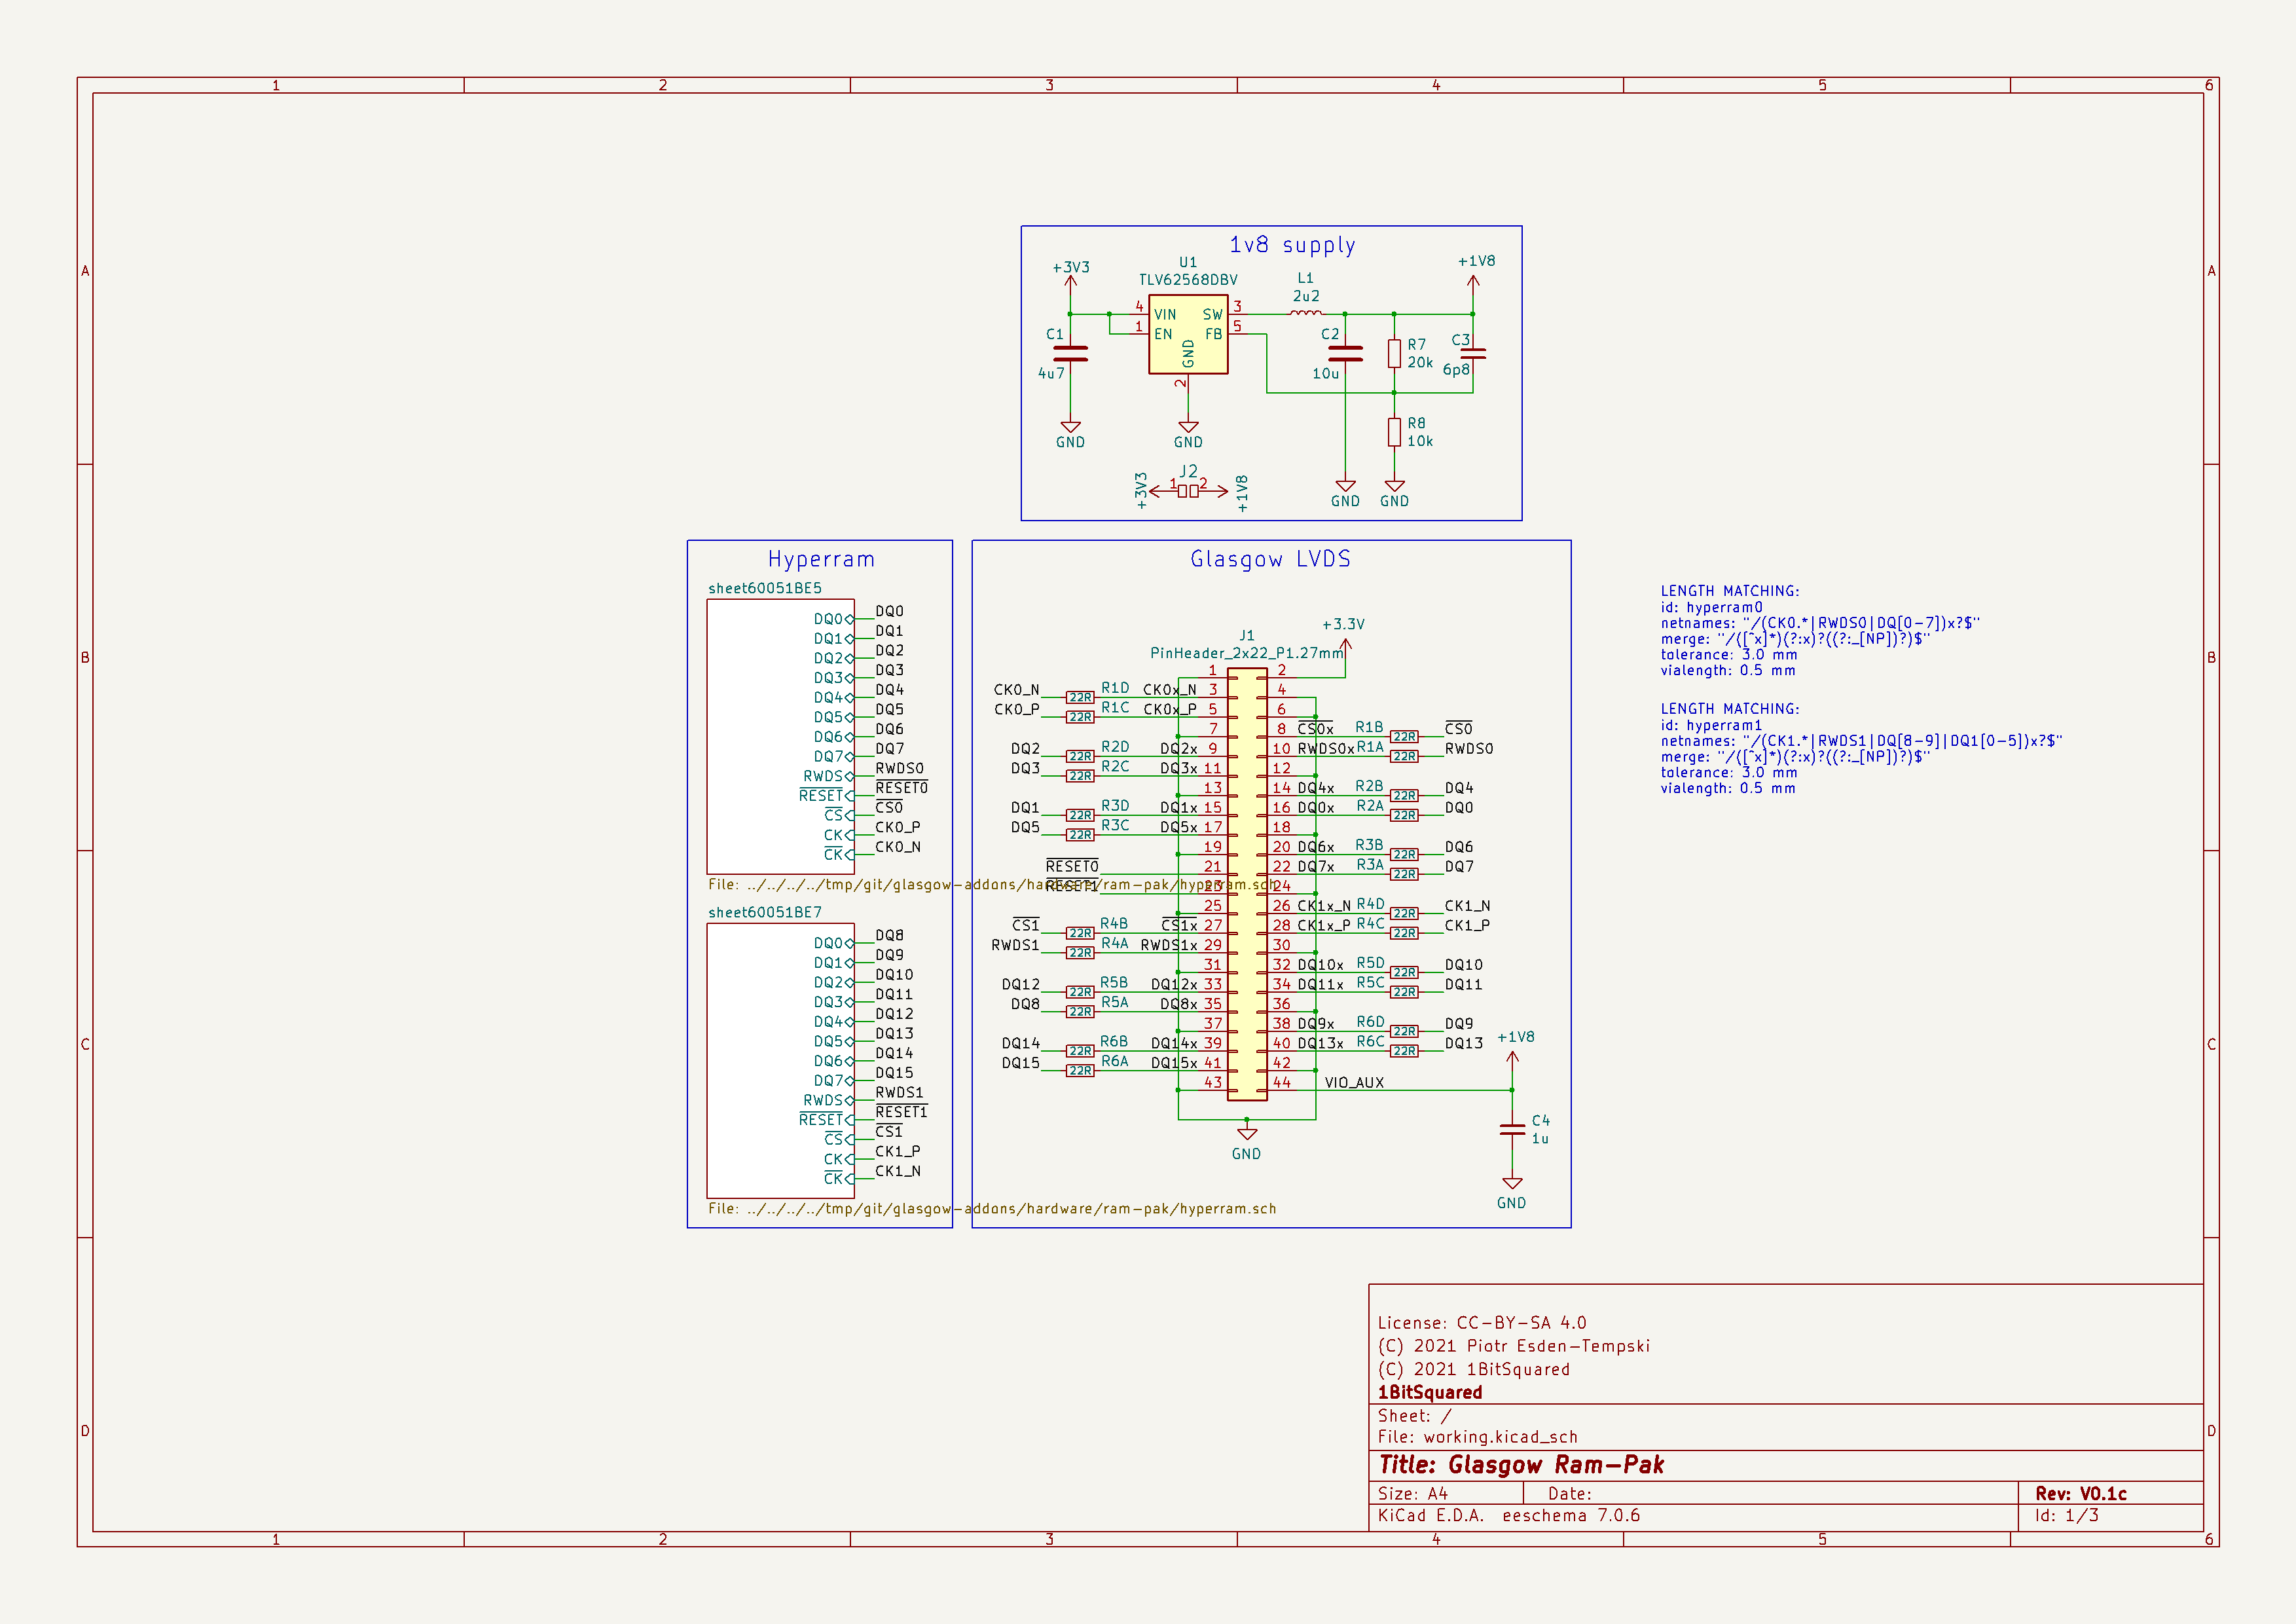 1 2 3 4 5 6
A
B
C
D
A
B
C
D
1v8 supply
+3V3
U1
TLV62568DBV
L1
2u2
+1V8
4 VIN SW 3
1 EN FB 5
GND
2
C1
4u7
C2
10u
R7
20k
C3
6p8
R8
10k
GND
GND
GND
GND
J2
+3V3
1 2
+1V8
Hyperram
sheet60051BE5
DQ0 DQ0
DQ1 DQ1
DQ2 DQ2
DQ3 DQ3
DQ4 DQ4
DQ5 DQ5
DQ6 DQ6
DQ7 DQ7
RWDS RWDS0
RESET RESET0
CS CS0
CK CK0_P
CK CK0_N
File: ../../../../tmp/git/glasgow-addons/hardware/ram-pak/hyperram.sch
sheet60051BE7
DQ0 DQ8
DQ1 DQ9
DQ2 DQ10
DQ3 DQ11
DQ4 DQ12
DQ5 DQ13
DQ6 DQ14
DQ7 DQ15
RWDS RWDS1
RESET RESET1
CS CS1
CK CK1_P
CK CK1_N
File: ../../../../tmp/git/glasgow-addons/hardware/ram-pak/hyperram.sch
Glasgow LVDS
+3.3V
J1
PinHeader_2x22_P1.27mm
1 2
CK0_N 22R R1D CK0x_N 3 4
CK0_P 22R R1C CK0x_P 5 6
7 8 CS0x R1B 22R CS0
DQ2 22R R2D DQ2x 9 10 RWDS0x R1A 22R RWDS0
DQ3 22R R2C DQ3x 11 12
13 14 DQ4x R2B 22R DQ4
DQ1 22R R3D DQ1x 15 16 DQ0x R2A 22R DQ0
DQ5 22R R3C DQ5x 17 18
19 20 DQ6x R3B 22R DQ6
RESET0 21 22 DQ7x R3A 22R DQ7
RESET1 23 24
25 26 CK1x_N R4D 22R CK1_N
CS1 22R R4B CS1x 27 28 CK1x_P R4C 22R CK1_P
RWDS1 22R R4A RWDS1x 29 30
31 32 DQ10x R5D 22R DQ10
DQ12 22R R5B DQ12x 33 34 DQ11x R5C 22R DQ11
DQ8 22R R5A DQ8x 35 36
37 38 DQ9x R6D 22R DQ9
DQ14 22R R6B DQ14x 39 40 DQ13x R6C 22R DQ13
DQ15 22R R6A DQ15x 41 42
43 44 VIO_AUX
+1V8
C4
1u
GND
GND
LENGTH MATCHING:
id: hyperram0
netnames: "/(CK0.*|RWDS0|DQ[0-7])x?$"
merge: "/([^x]*)(?:x)?((?:_[NP])?)$"
tolerance: 3.0 mm
vialength: 0.5 mm
LENGTH MATCHING:
id: hyperram1
netnames: "/(CK1.*|RWDS1|DQ[8-9]|DQ1[0-5])x?$"
merge: "/([^x]*)(?:x)?((?:_[NP])?)$"
tolerance: 3.0 mm
vialength: 0.5 mm
License: CC-BY-SA 4.0
(C) 2021 Piotr Esden-Tempski
(C) 2021 1BitSquared
1BitSquared
Sheet: /
File: working.kicad_sch
Title: Glasgow Ram-Pak
Size: A4 Date: Rev: V0.1c
KiCad E.D.A. eeschema 7.0.6 Id: 1/3
1 2 3 4 5 6